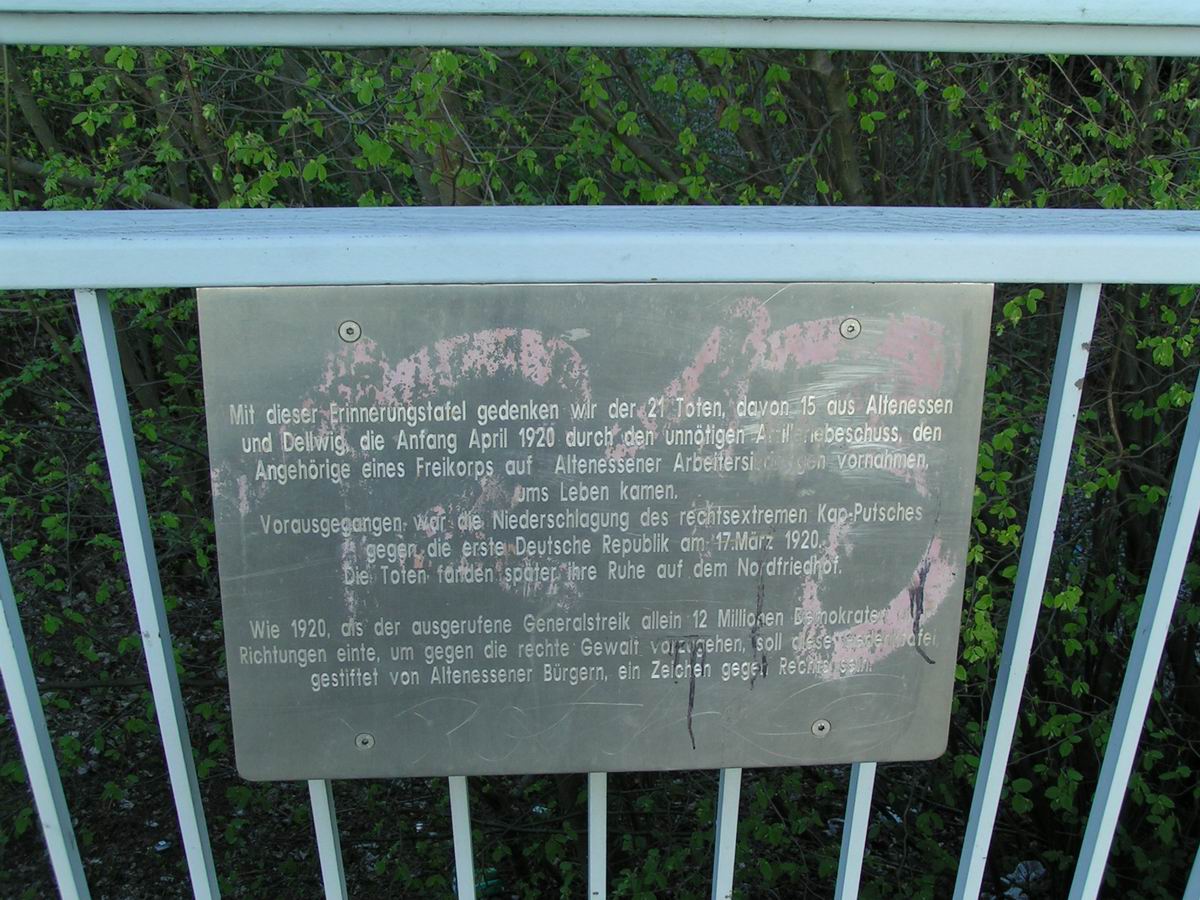 Mit dieser Erinnerungstafel gedenken wir der 21 Toten, davon 15 aus Altenessen
und Dellwig, die Anfang April 1920 durch den unnötigen den
Angehörige eines Freikorps auf Altenessener vornahmen,
ums Leben kamen.
Vorausgegangen war die Niederschlagung des rechtsextremen Kap-Putsches
gegen die erste Deutsche Republik am 17.März 1920.
Die Toten fanden später ihre Ruhe auf dem Nordfriedhof.
Wie 1920, als der ausgerufene Generalstreik allein 12 Millionen Demokraten
Richtungen einte, um gegen die rechte Gewalt vorzugehen, soll diese
gestiftet von Altenessener Bürgern, ein Zeichen gegen